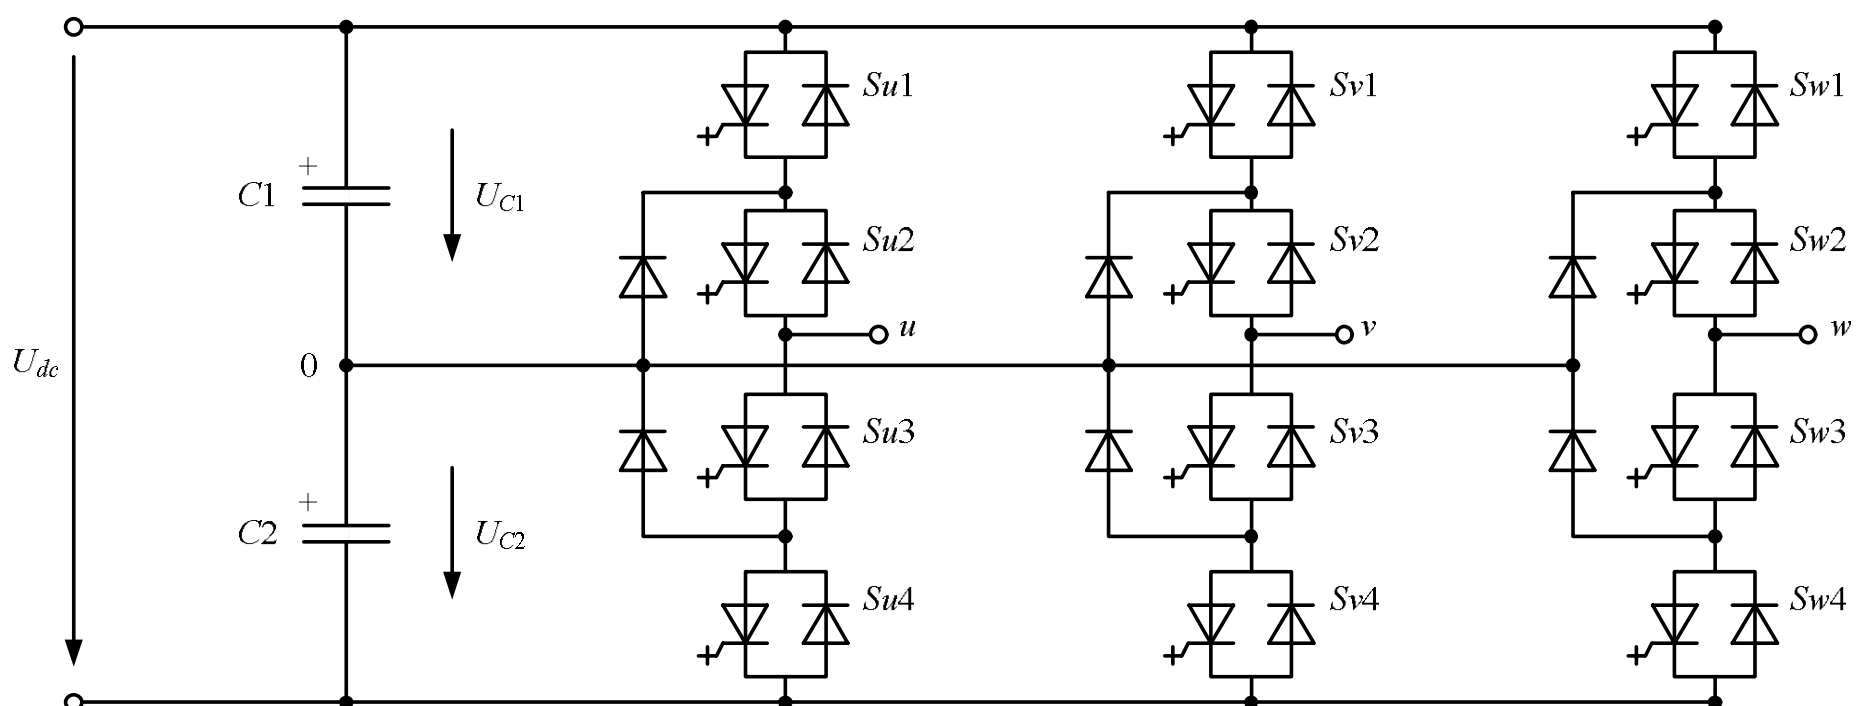 Su1 Sv1 Sw1
+
C1 UC1 Su2 Sv2 Sw2
u v w
Udc 0
Su3 Sv3 Sw3
+
C2 UC2
Su4 Sv4 Sw4